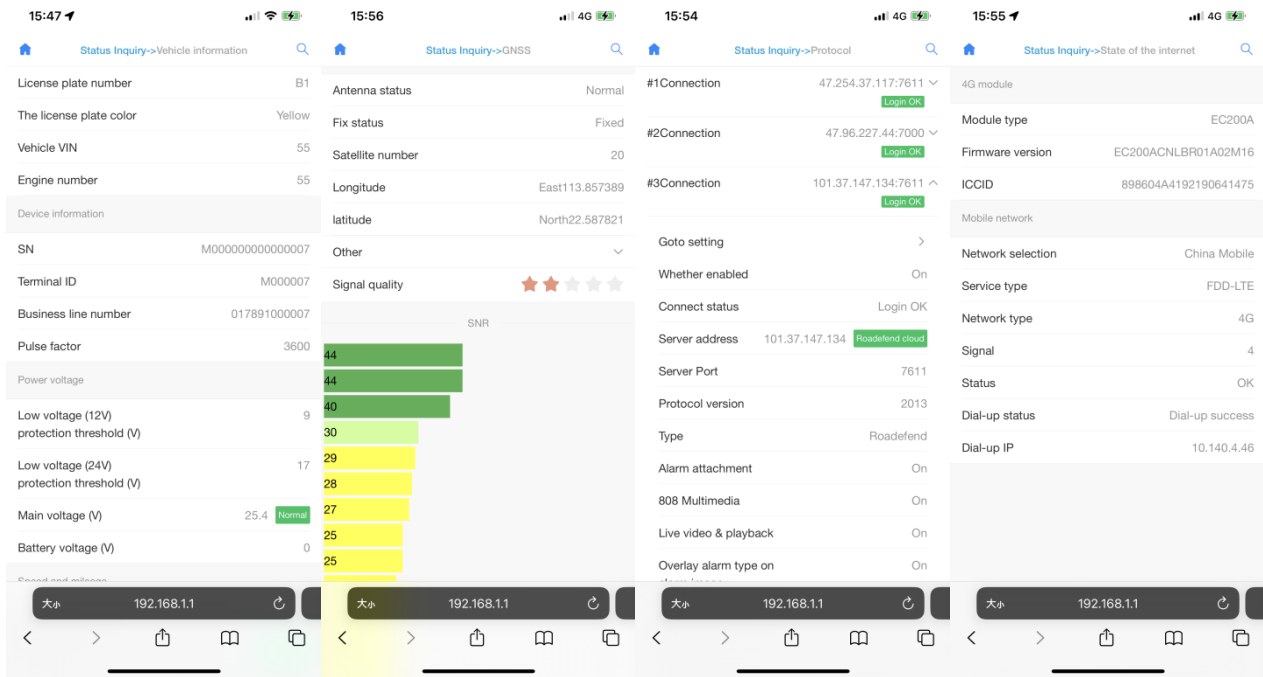 15:47
Status Inquiry->Vehicle information
License plate number B1
The license plate color Yellow
Vehicle VIN 55
Engine number 55
Device information
SN M000000000000007
Terminal ID M000007
Business line number 017891000007
Pulse factor 3600
Power voltage
Low voltage (12V) 9
protection threshold (V)
Low voltage (24V) 17
protection threshold (V)
Main voltage (V) 25.4 Normal
Battery voltage (V) 0
Speed and mileage
大小 192.168.1.1
15:56 4G
Status Inquiry->GNSS
Antenna status Normal
Fix status Fixed
Satellite number 20
Longitude East113.857389
latitude North22.587821
Other
Signal quality
SNR
44
44
40
30
29
28
27
25
25
大小 192.168.1.1
15:54 4G
Status Inquiry->Protocol
#1Connection 47.254.37.117:7611
Login OK
#2Connection 47.96.227.44:7000
Login OK
#3Connection 101.37.147.134:7611
Login OK
Goto setting
Whether enabled On
Connect status Login OK
Server address 101.37.147.134 Roadefend cloud
Server Port 7611
Protocol version 2013
Type Roadefend
Alarm attachment On
808 Multimedia On
Live video & playback On
Overlay alarm type on On
alarm image
大小 192.168.1.1
15:55 4G
Status Inquiry->State of the internet
4G module
Module type EC200A
Firmware version EC200ACNLBR01A02M16
ICCID 898604A4192190641475
Mobile network
Network selection China Mobile
Service type FDD-LTE
Network type 4G
Signal 4
Status OK
Dial-up status Dial-up success
Dial-up IP 10.140.4.46
大小 192.168.1.1